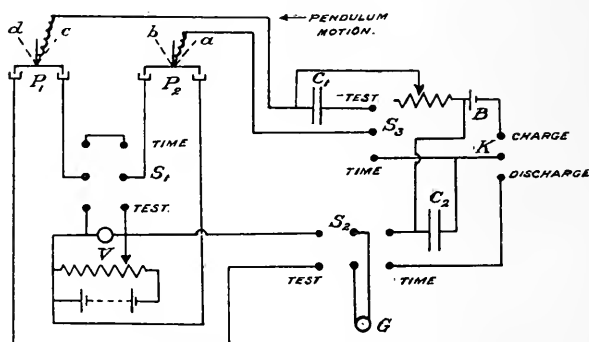 d c b a ← PENDULUM
MOTION.
P1 P2 C1 TEST B
S3 CHARGE
TIME S1 TIME K
DISCHARGE
TEST. C2
V S2
TEST TIME
G